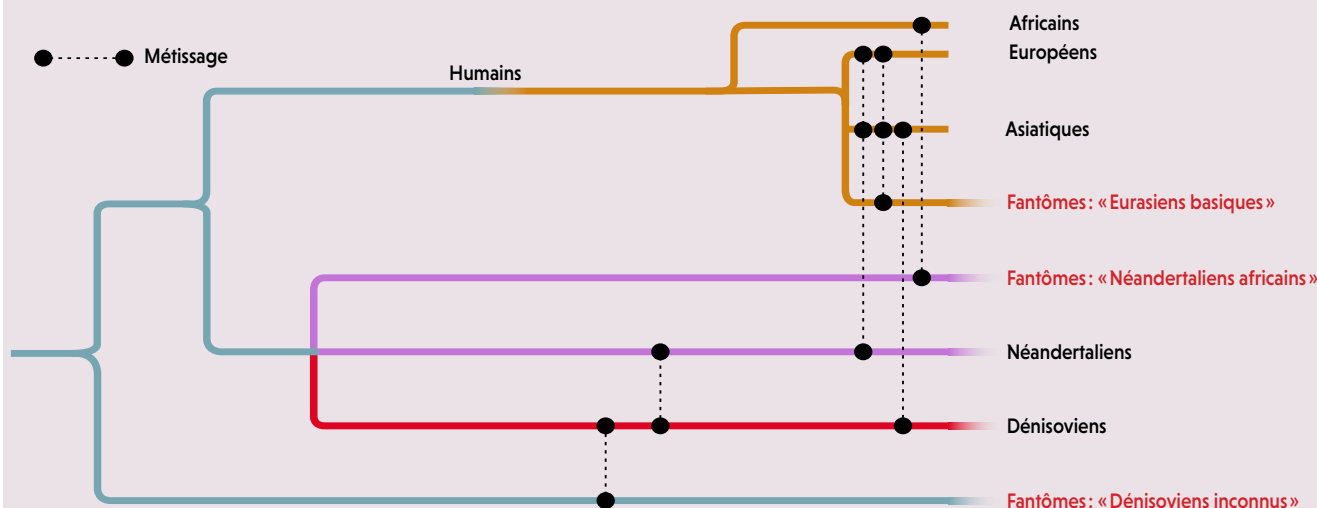 Africains
Européens
Métissage
Humains
Asiatiques
Fantômes : « Eurasiens basiques »
Fantômes : « Néandertaliens africains »
Néandertaliens
Dénisoviens
Fantômes : « Dénisoviens inconnus »